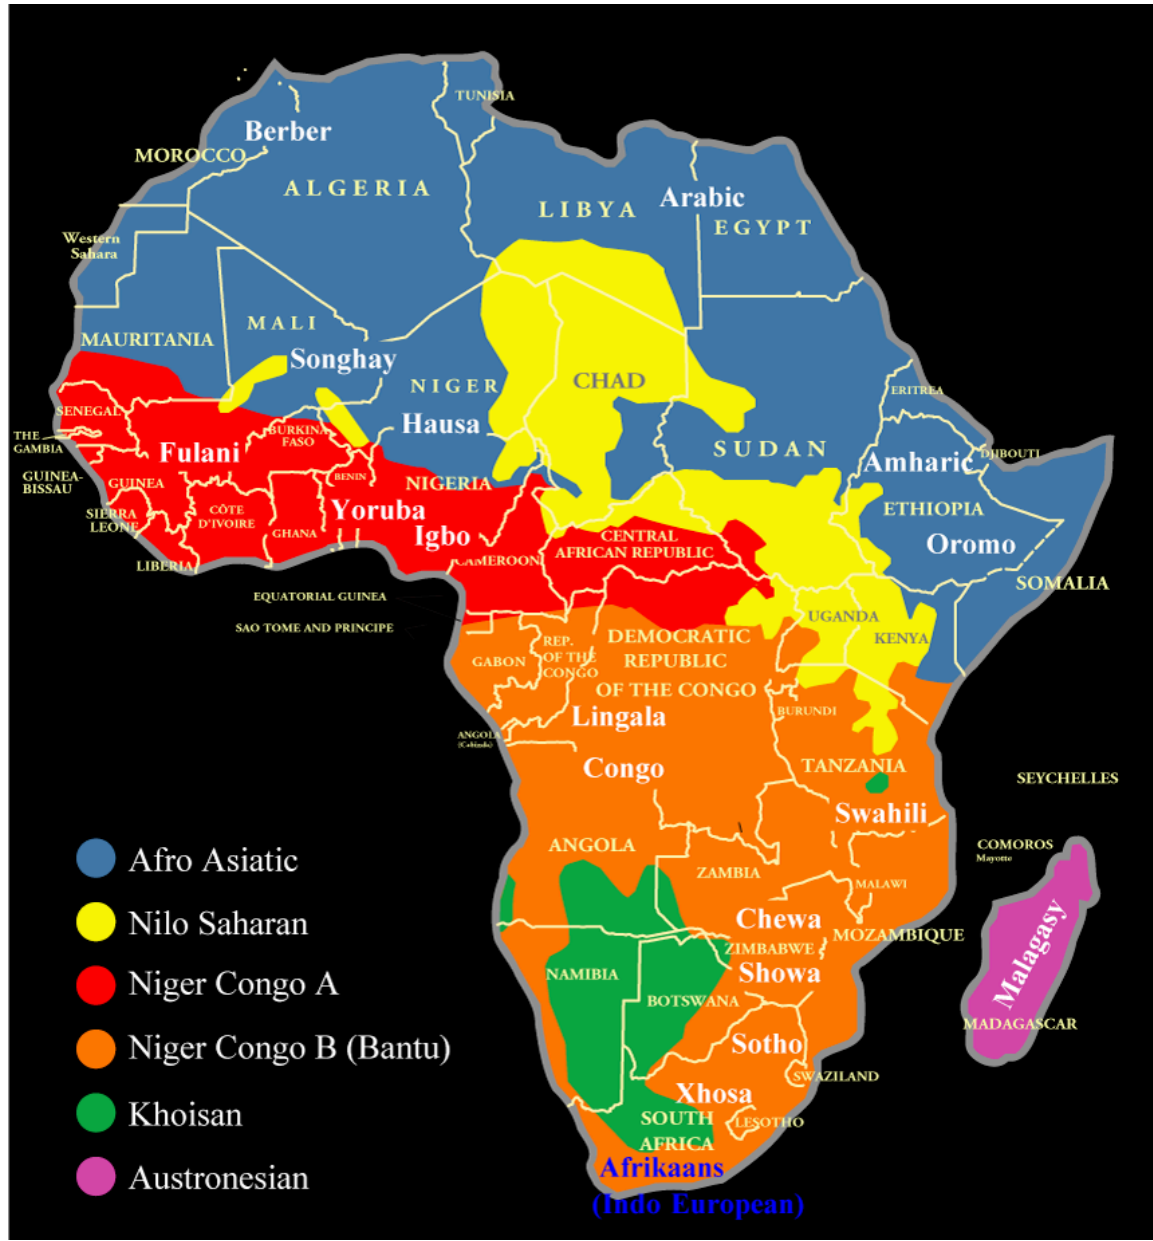 TUNISIA
Berber
MOROCCO
ALGERIA
LIBYA
Arabic
EGYPT
Western
Sahara
MALI
MAURITANIA
Songhay
NIGER
CHAD
ERITREA
SENEGAL
Hausa
THE
GAMBIA
BURKINA
FASO
Fulani
SUDAN
Amharic
DJIBOUTI
GUINEA-
BISSAU
GUINEA
BENIN
NIGERIA
ETHIOPIA
SIERRA
LEONE
CÔTE
D'IVOIRE
GHANA
Yoruba
Igbo
CENTRAL
AFRICAN REPUBLIC
Oromo
LIBERIA
CAMEROON
SOMALIA
EQUATORIAL GUINEA
SAO TOME AND PRINCIPE
UGANDA
KENYA
GABON
REP.
OF THE
CONGO
DEMOCRATIC
REPUBLIC
OF THE CONGO
Lingala
BURUNDI
ANGOLA
(Cabinda)
Congo
TANZANIA
SEYCHELLES
Swahili
ANGOLA
COMOROS
Mayotte
ZAMBIA
MALAWI
Chewa
MOZAMBIQUE
ZIMBABWE
Showa
NAMIBIA
BOTSWANA
Malagasy
MADAGASCAR
Sotho
SWAZILAND
Xhosa
SOUTH
AFRICA
LESOTHO
Afrikaans
(Indo European)
Afro Asiatic
Nilo Saharan
Niger Congo A
Niger Congo B (Bantu)
Khoisan
Austronesian